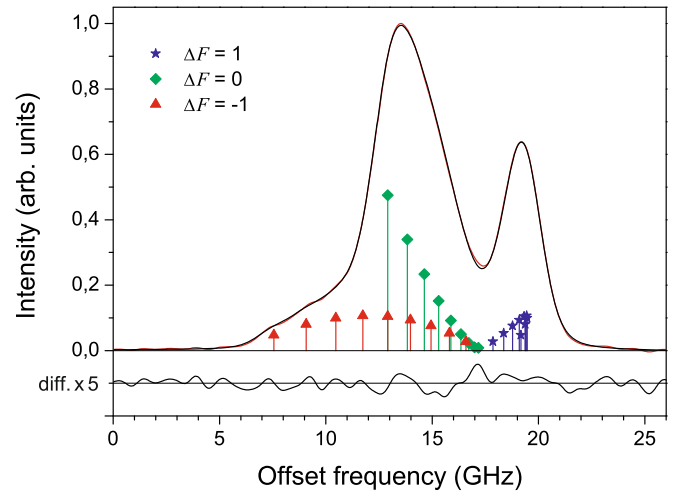 1,0
ΔF = 1
ΔF = 0
ΔF = -1
0,8
0,6
0,4
0,2
0,0
Intensity (arb. units)
diff. x 5
0 5 10 15 20 25
Offset frequency (GHz)